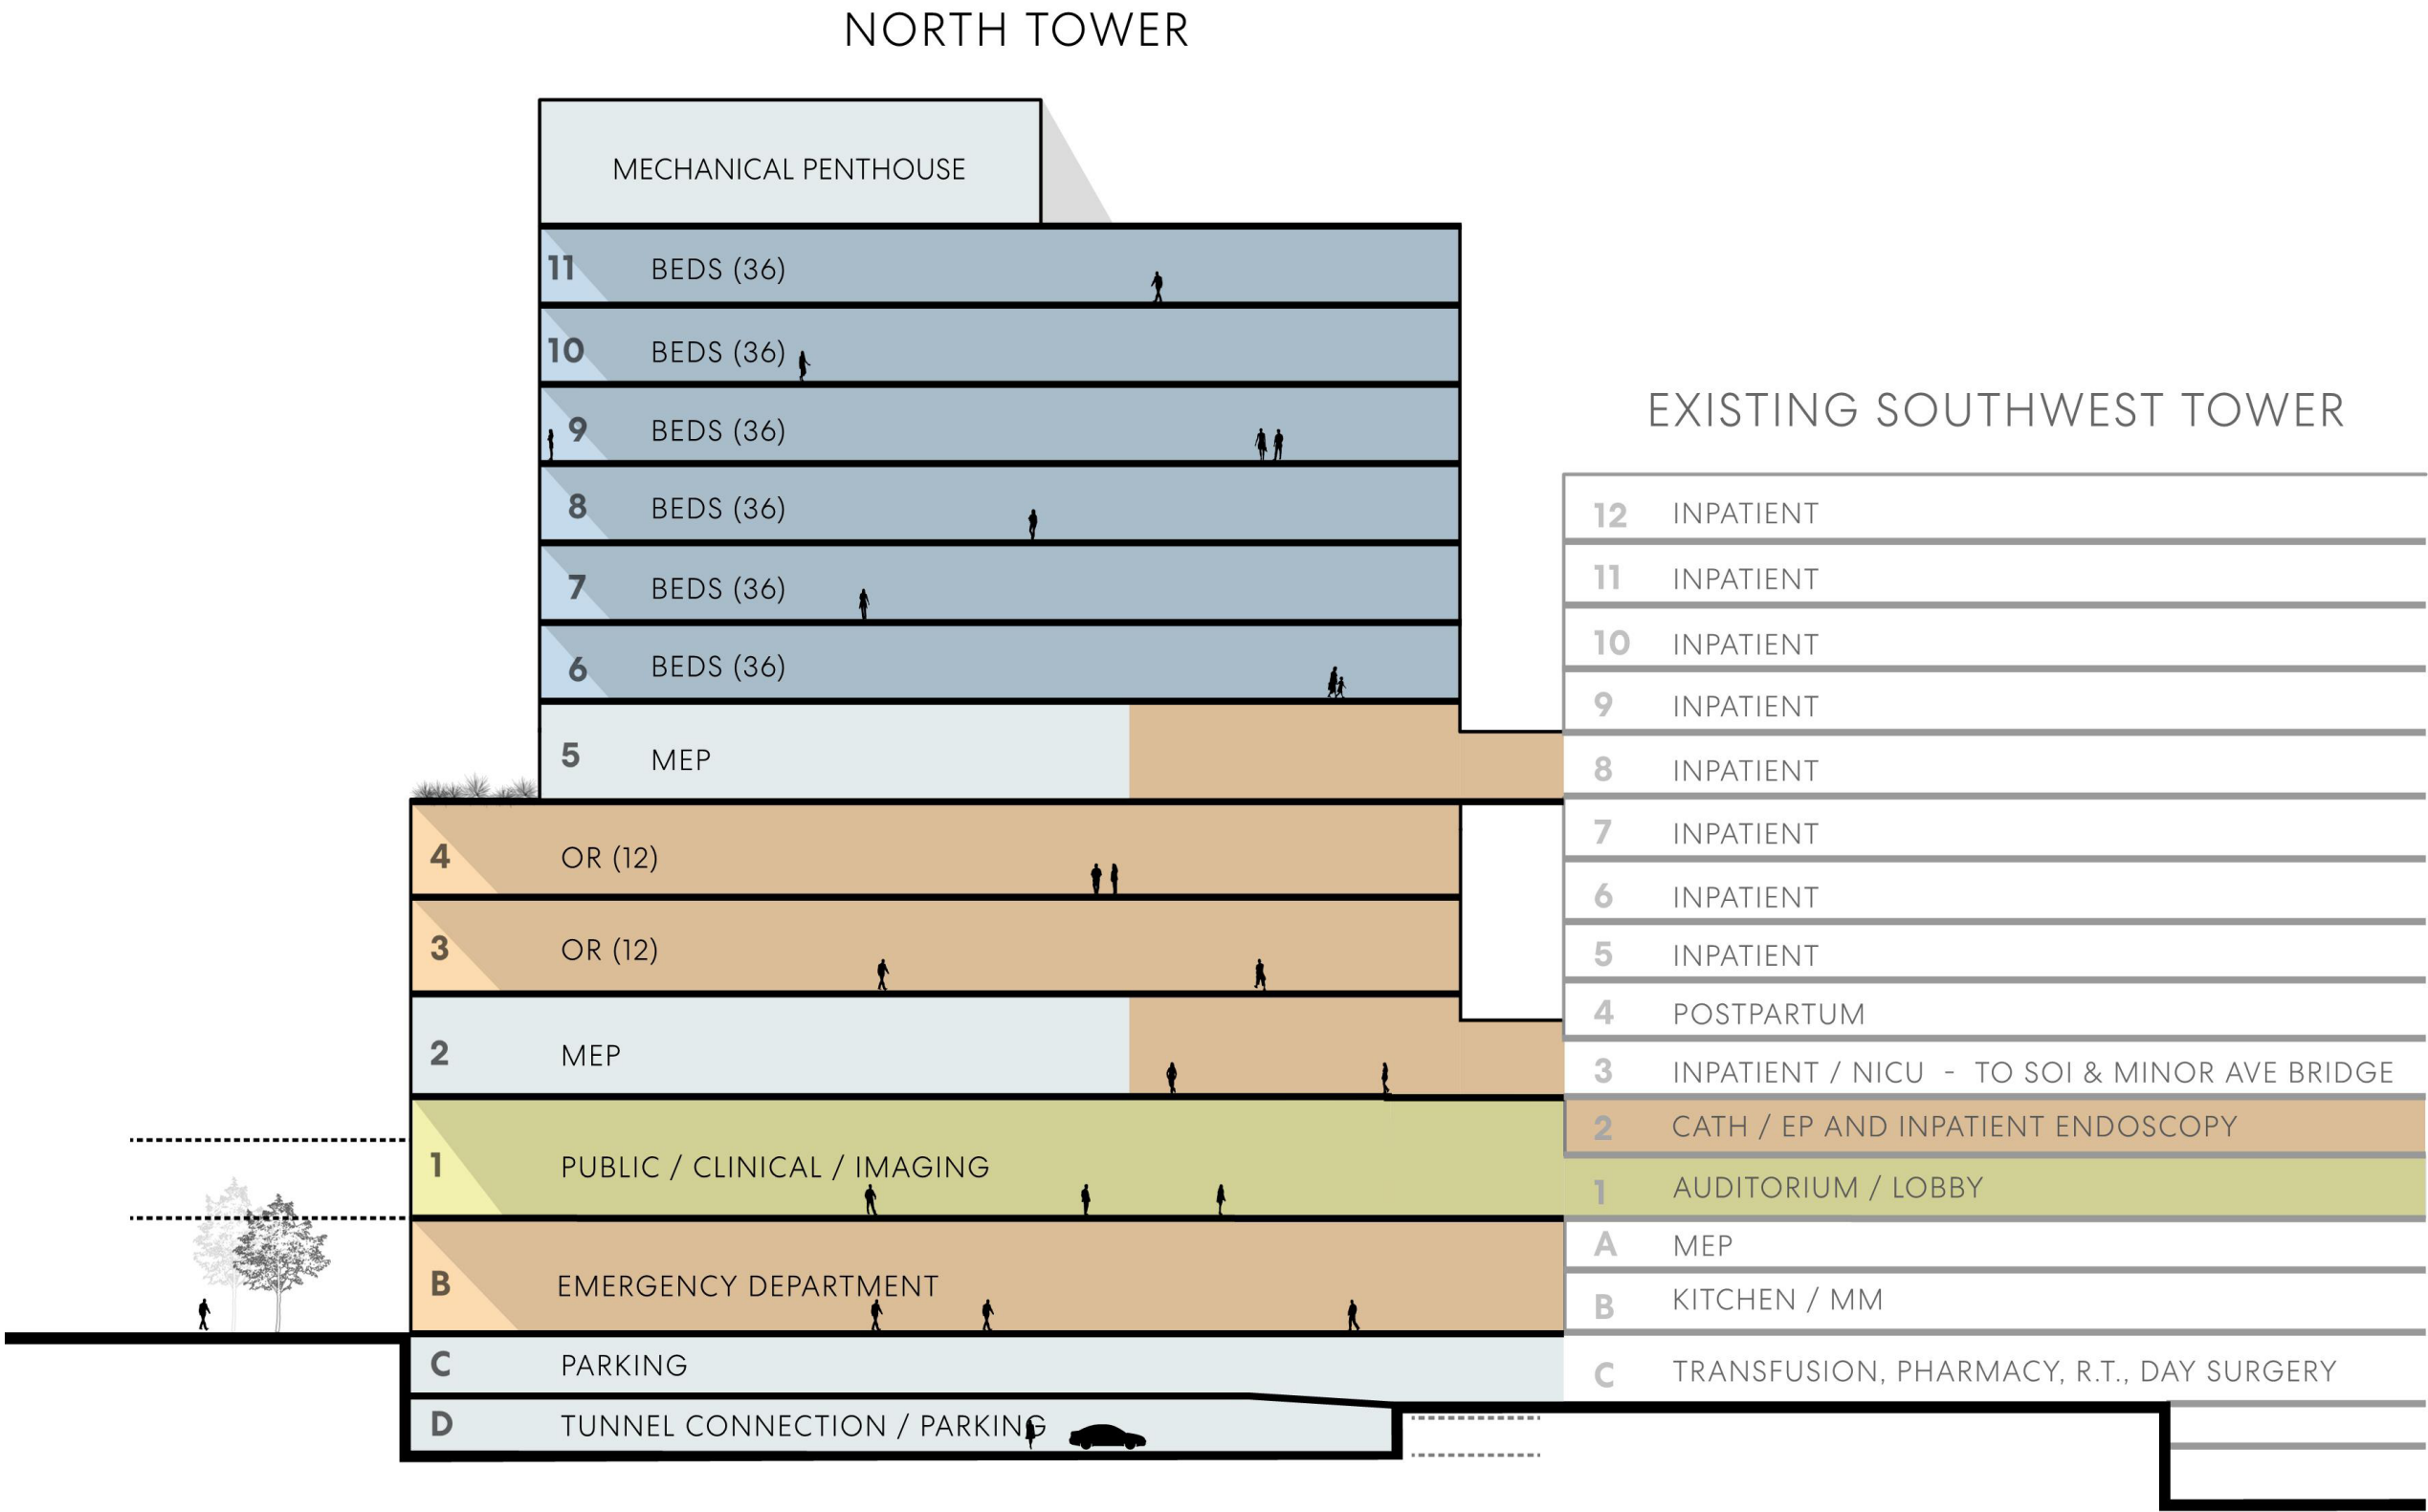 NORTH TOWER
MECHANICAL PENTHOUSE
11 BEDS (36)
10 BEDS (36)
9 BEDS (36)
8 BEDS (36)
7 BEDS (36)
6 BEDS (36)
5 MEP
4 OR (12)
3 OR (12)
2 MEP
1 PUBLIC / CLINICAL / IMAGING
B EMERGENCY DEPARTMENT
C PARKING
D TUNNEL CONNECTION / PARKING
EXISTING SOUTHWEST TOWER
12 INPATIENT
11 INPATIENT
10 INPATIENT
9 INPATIENT
8 INPATIENT
7 INPATIENT
6 INPATIENT
5 INPATIENT
4 POSTPARTUM
3 INPATIENT / NICU - TO SOI & MINOR AVE BRIDGE
2 CATH / EP AND INPATIENT ENDOSCOPY
1 AUDITORIUM / LOBBY
A MEP
B KITCHEN / MM
C TRANSFUSION, PHARMACY, R.T., DAY SURGERY